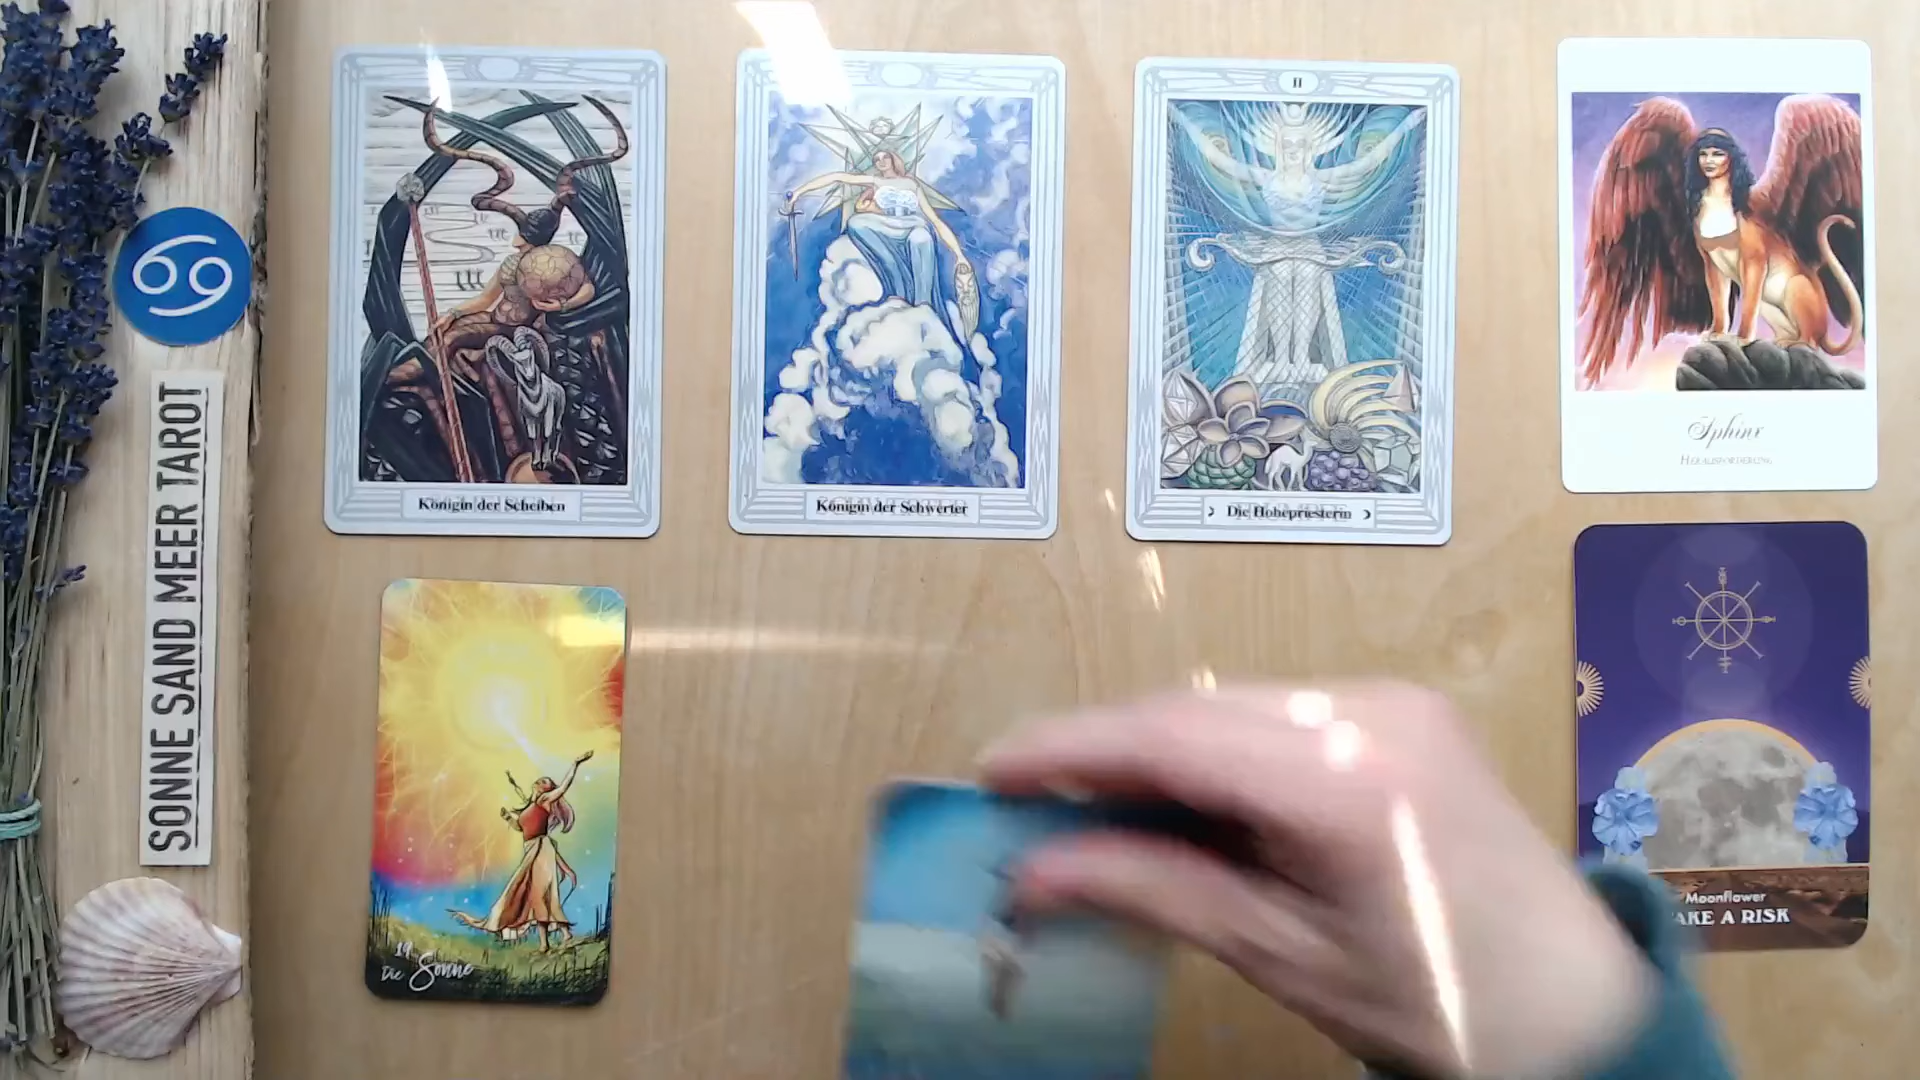 SONNE SAND MEER TAROT
Königin der Scheiben
Königin der Schwerter
II
Die Hohepriesterin
Sphinx
HERAUSFORDERUNG
19
Die Sonne
Moonflower
AKE A RISK